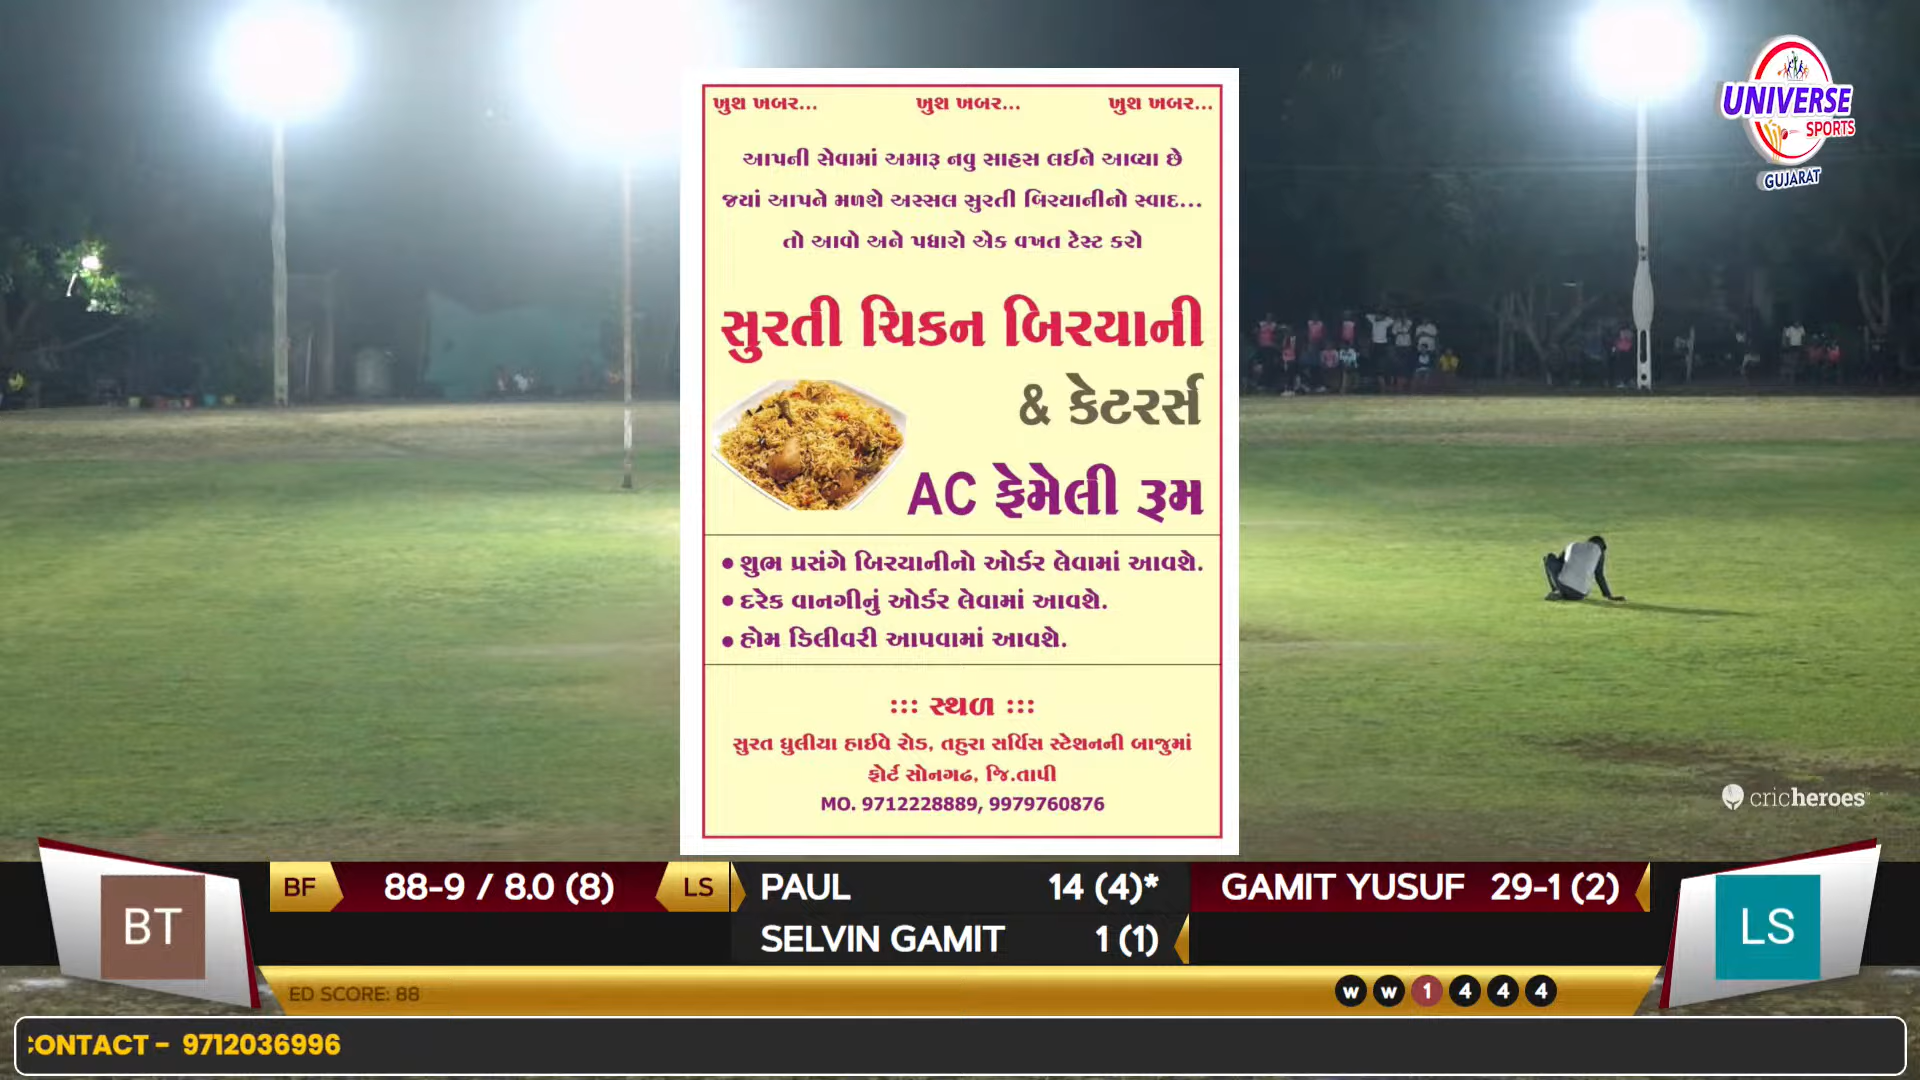 ખુશ ખબર... ખુશ ખબર... ખુશ ખબર...
આપની સેવામાં અમારૂ નવુ સાહસ લઈને આવ્યા છે
જ્યાં આપને મળશે અસ્સલ સુરતી બિરયાનીનો સ્વાદ...
તો આવો અને પધારો એક વખત ટેસ્ટ કરો
સુરતી ચિકન બિરયાની
& કેટરર્સ
AC ફેમેલી રૂમ
• શુભ પ્રસંગે બિરયાનીનો ઓર્ડર લેવામાં આવશે.
• દરેક વાનગીનું ઓર્ડર લેવામાં આવશે.
• હોમ ડિલીવરી આપવામાં આવશે.
::: સ્થળ :::
સુરત ધુલીયા હાઈવે રોડ, તહુરા સર્વિસ સ્ટેશનની બાજુમાં
ફોર્ટ સોનગઢ, જિ.તાપી
MO. 9712228889, 9979760876
UNIVERSE
SPORTS
GUJARAT
cricheroes
BT
BF 88-9 / 8.0 (8) LS
PAUL 14 (4)*
SELVIN GAMIT 1 (1)
GAMIT YUSUF 29-1 (2)
LS
ED SCORE: 88
w w 1 4 4 4
CONTACT - 9712036996